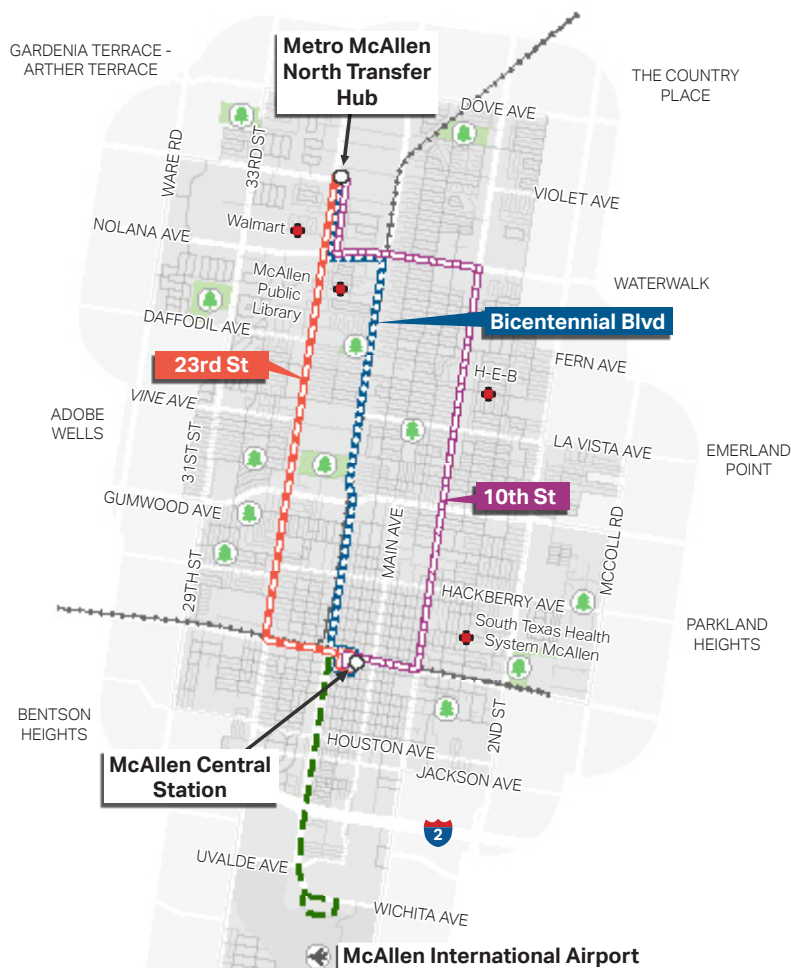 GARDENIA TERRACE -
ARTHER TERRACE
Metro McAllen
North Transfer
Hub
THE COUNTRY
PLACE
DOVE AVE
WARE RD
33RD ST
VIOLET AVE
Walmart
NOLANA AVE
McAllen
Public
Library
WATERWALK
DAFFODIL AVE
Bicentennial Blvd
23rd St
FERN AVE
H-E-B
VINE AVE
ADOBE
WELLS
31ST ST
LA VISTA AVE
EMERLAND
POINT
10th St
GUMWOOD AVE
MAIN AVE
MCCOLL RD
29TH ST
HACKBERRY AVE
South Texas Health
System McAllen
PARKLAND
HEIGHTS
BENTSON
HEIGHTS
2ND ST
HOUSTON AVE
McAllen Central
Station
JACKSON AVE
2
UVALDE AVE
WICHITA AVE
McAllen International Airport